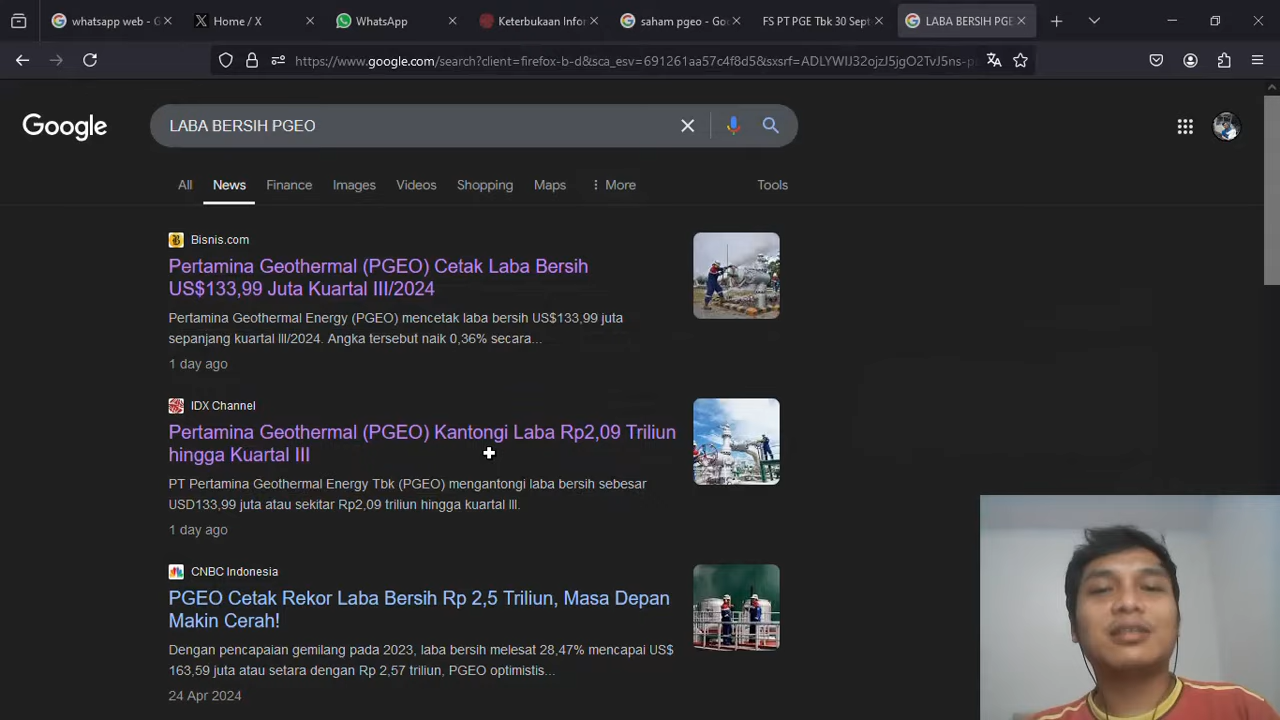 whatsapp web - G
Home / X
WhatsApp
Keterbukaan Infor
saham pgeo - Goo
FS PT PGE Tbk 30 Sept
LABA BERSIH PGE
https://www.google.com/search?client=firefox-b-d&sca_esv=691261aa57c4f8d5&sxsrf=ADLYWIJ32ojzJ5jgO2TvJ5ns-p
Google
LABA BERSIH PGEO
All
News
Finance
Images
Videos
Shopping
Maps
More
Tools
Bisnis.com
Pertamina Geothermal (PGEO) Cetak Laba Bersih
US$133,99 Juta Kuartal III/2024
Pertamina Geothermal Energy (PGEO) mencetak laba bersih US$133,99 juta
sepanjang kuartal III/2024. Angka tersebut naik 0,36% secara...
1 day ago
IDX Channel
Pertamina Geothermal (PGEO) Kantongi Laba Rp2,09 Triliun
hingga Kuartal III
PT Pertamina Geothermal Energy Tbk (PGEO) mengantongi laba bersih sebesar
USD133,99 juta atau sekitar Rp2,09 triliun hingga kuartal III.
1 day ago
CNBC Indonesia
PGEO Cetak Rekor Laba Bersih Rp 2,5 Triliun, Masa Depan
Makin Cerah!
Dengan pencapaian gemilang pada 2023, laba bersih melesat 28,47% mencapai US$
163,59 juta atau setara dengan Rp 2,57 triliun, PGEO optimistis...
24 Apr 2024